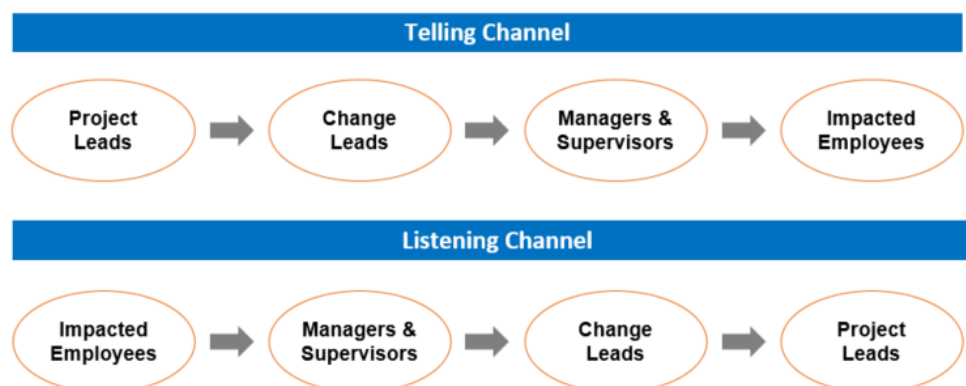 Telling Channel
Project
Leads
Change
Leads
Managers &
Supervisors
Impacted
Employees
Listening Channel
Impacted
Employees
Managers &
Supervisors
Change
Leads
Project
Leads